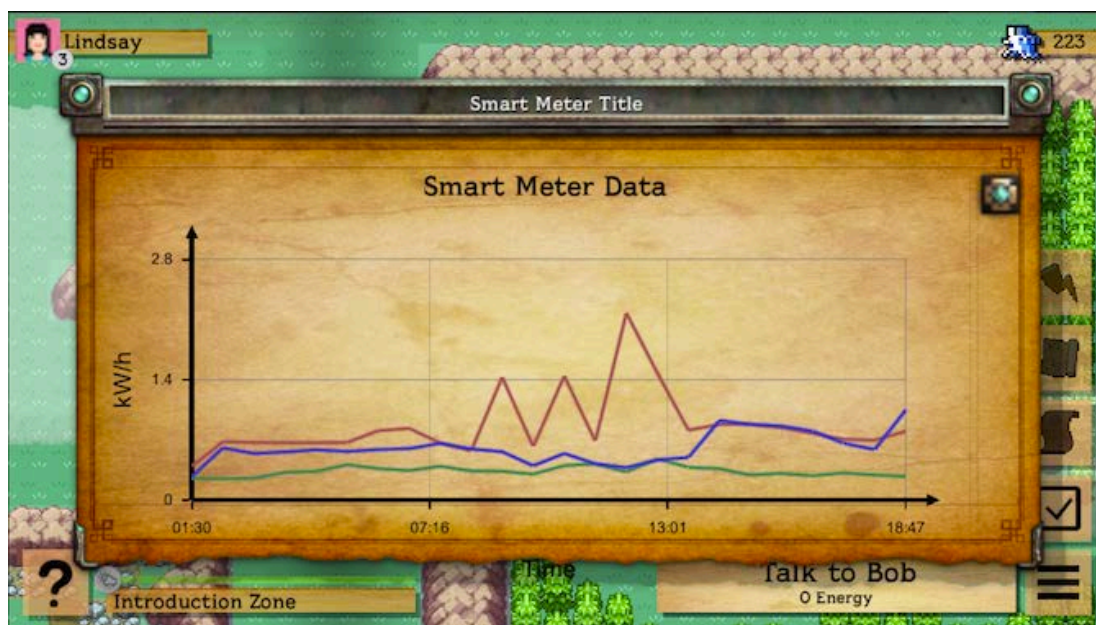 Lindsay
3
223
Smart Meter Title
Smart Meter Data
2.8
1.4
0
kW/h
01:30
07:16
13:01
18:47
Time
Talk to Bob
0 Energy
?
Introduction Zone